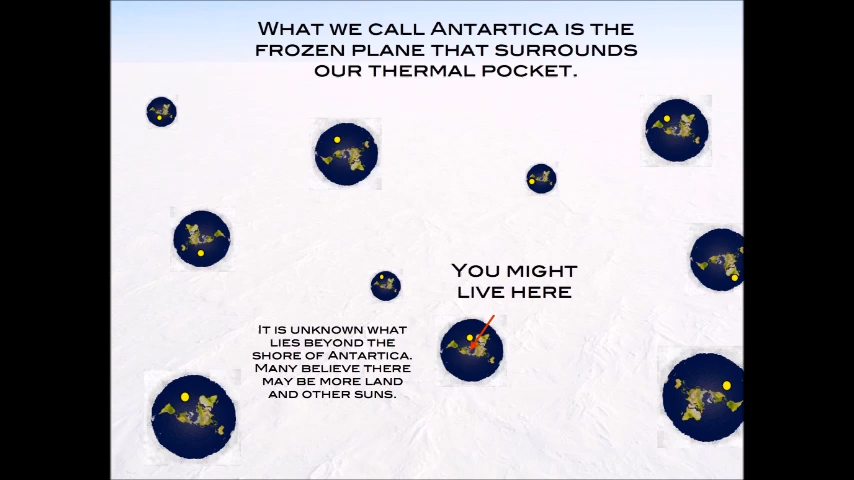 What we call Antartica is the
frozen plane that surrounds
our thermal pocket.
You might
live here
It is unknown what
lies beyond the
shore of Antartica.
Many believe there
may be more land
and other suns.